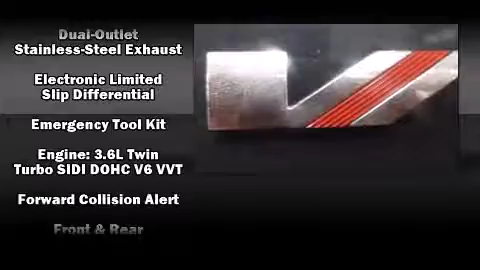 Dual-Outlet
Stainless-Steel Exhaust
Electronic Limited
Slip Differential
Emergency Tool Kit
Engine: 3.6L Twin
Turbo SIDI DOHC V6 VVT
Forward Collision Alert
Front & Rear